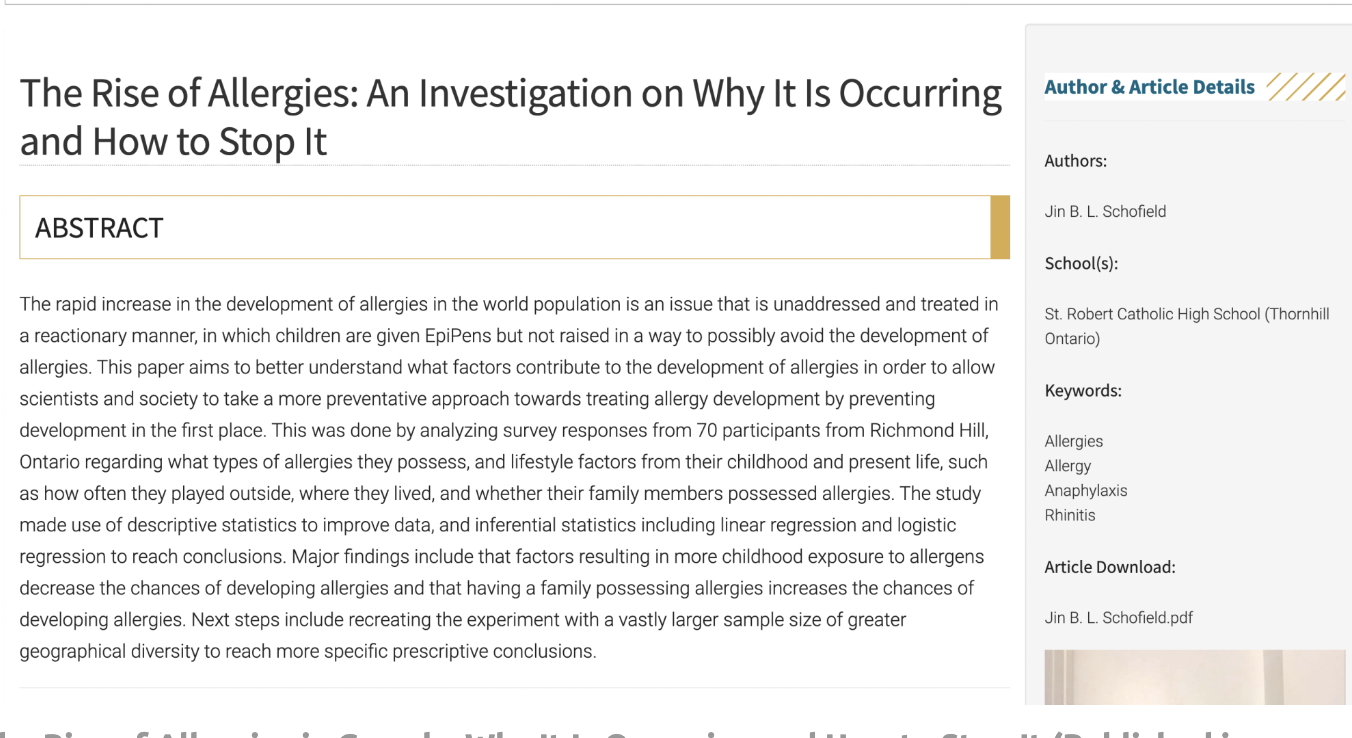 The Rise of Allergies: An Investigation on Why It Is Occurring
and How to Stop It
ABSTRACT
The rapid increase in the development of allergies in the world population is an issue that is unaddressed and treated in
a reactionary manner, in which children are given EpiPens but not raised in a way to possibly avoid the development of
allergies. This paper aims to better understand what factors contribute to the development of allergies in order to allow
scientists and society to take a more preventative approach towards treating allergy development by preventing
development in the first place. This was done by analyzing survey responses from 70 participants from Richmond Hill,
Ontario regarding what types of allergies they possess, and lifestyle factors from their childhood and present life, such
as how often they played outside, where they lived, and whether their family members possessed allergies. The study
made use of descriptive statistics to improve data, and inferential statistics including linear regression and logistic
regression to reach conclusions. Major findings include that factors resulting in more childhood exposure to allergens
decrease the chances of developing allergies and that having a family possessing allergies increases the chances of
developing allergies. Next steps include recreating the experiment with a vastly larger sample size of greater
geographical diversity to reach more specific prescriptive conclusions.
Author & Article Details
Authors:
Jin B. L. Schofield
School(s):
St. Robert Catholic High School (Thornhill
Ontario)
Keywords:
Allergies
Allergy
Anaphylaxis
Rhinitis
Article Download:
Jin B. L. Schofield.pdf